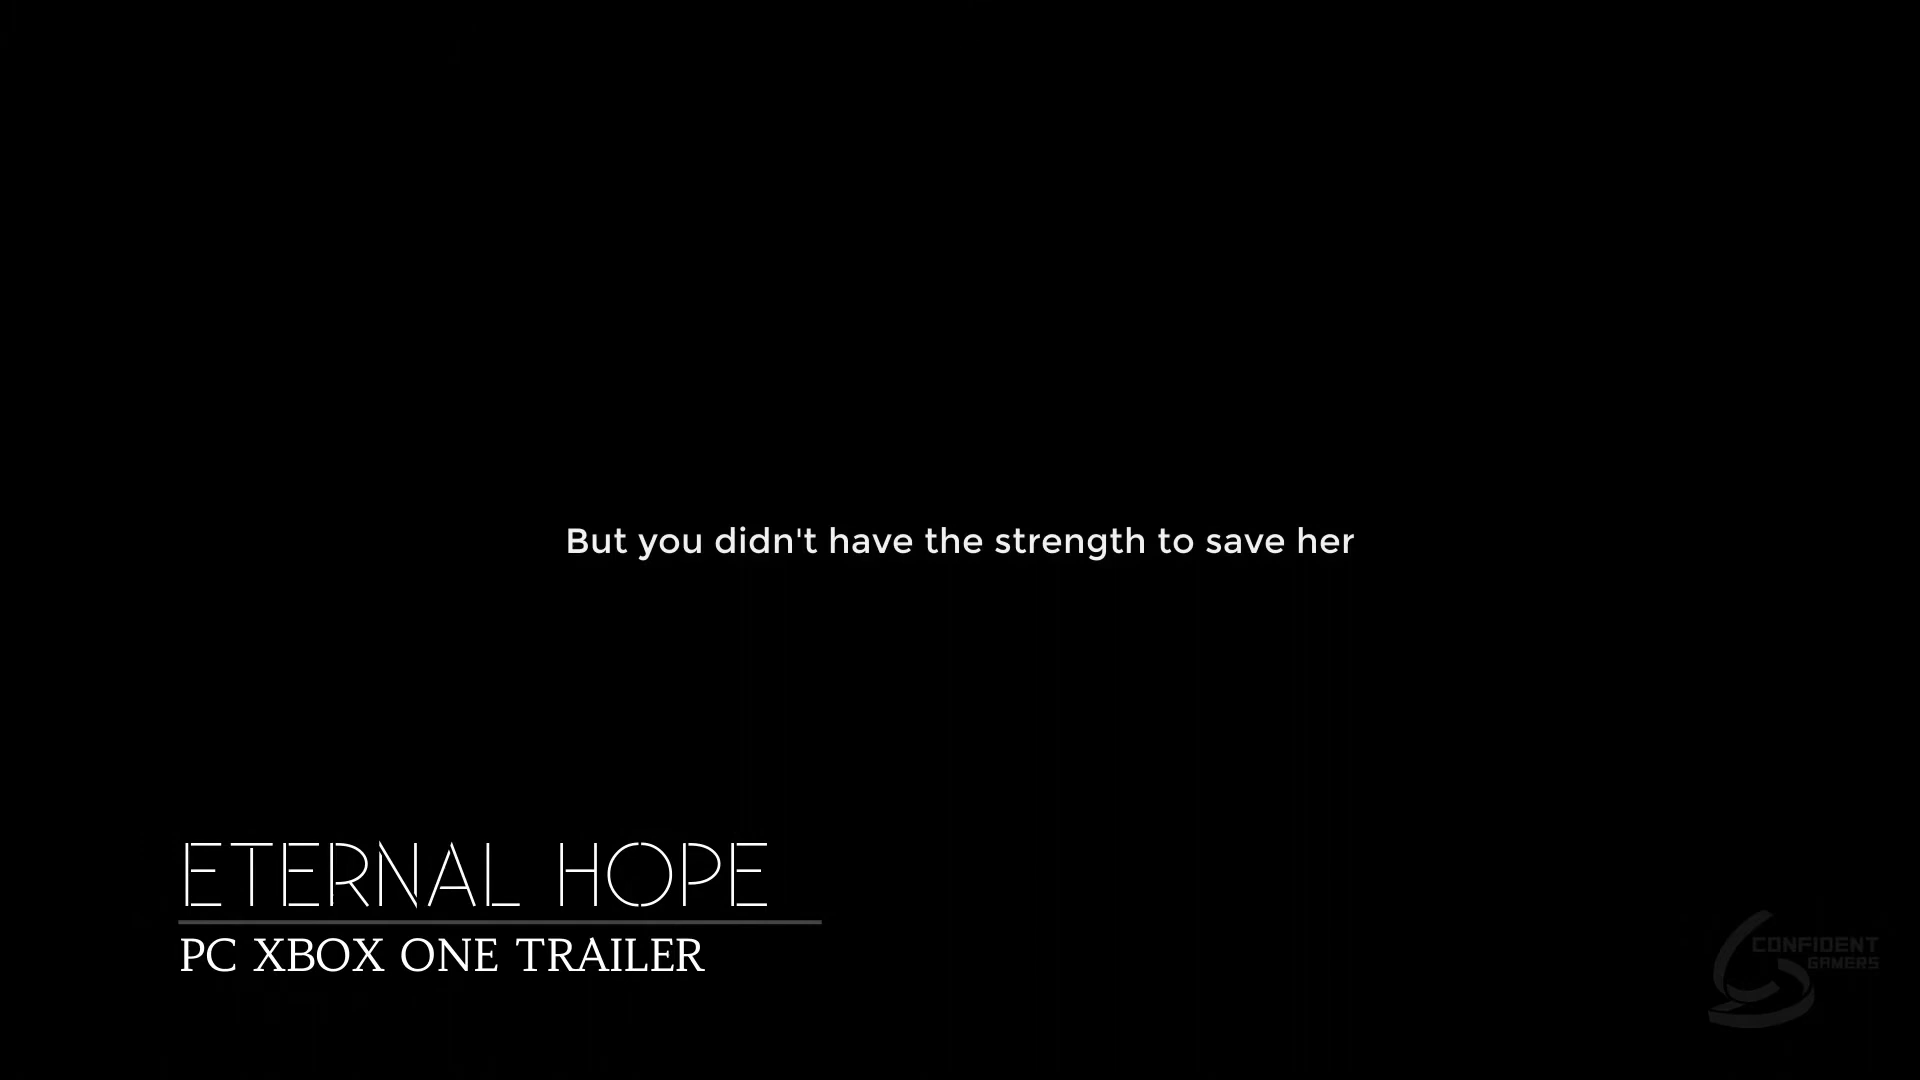 But you didn't have the strength to save her
ETERNAL HOPE
PC XBOX ONE TRAILER
CONFIDENT
GAMERS